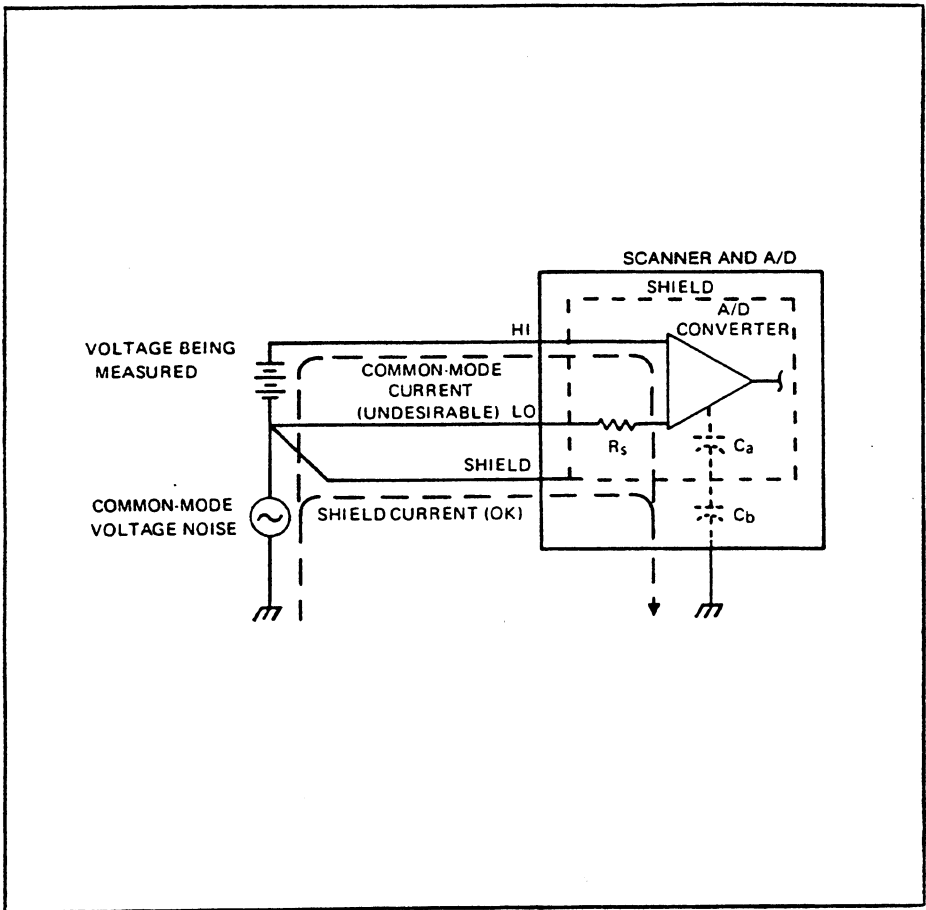 SCANNER AND A/D
SHIELD
A/D
CONVERTER
HI
VOLTAGE BEING
MEASURED
COMMON-MODE
CURRENT
(UNDESIRABLE) LO
Rs
Ca
SHIELD
COMMON-MODE
VOLTAGE NOISE
SHIELD CURRENT (OK)
Cb